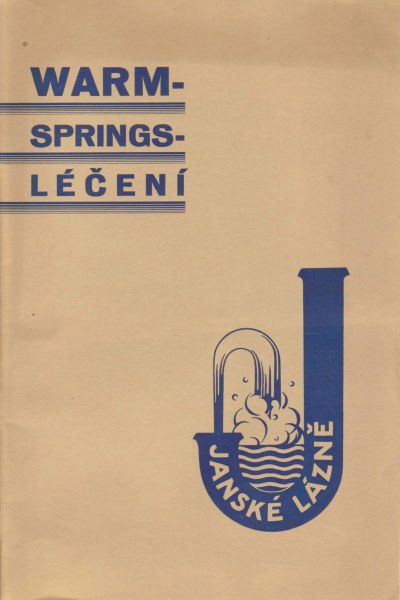 WARM-
SPRINGS-
LÉČENÍ
JANSKÉ LÁZNĚ